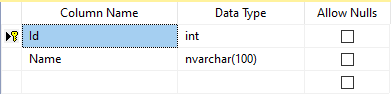 Column Name Data Type Allow Nulls
Id int
Name nvarchar(100)